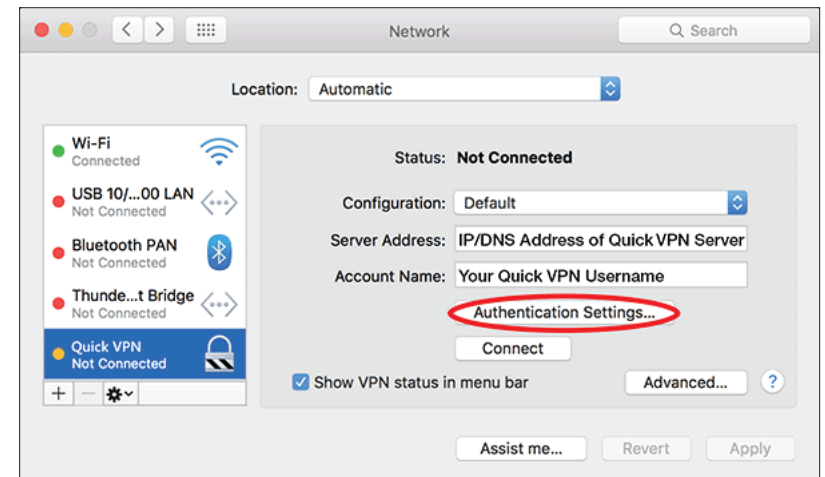 Network
Search
Location: Automatic
Wi-Fi
Connected
USB 10/...00 LAN
Not Connected
Bluetooth PAN
Not Connected
Thunde...t Bridge
Not Connected
Quick VPN
Not Connected
Status: Not Connected
Configuration: Default
Server Address: IP/DNS Address of Quick VPN Server
Account Name: Your Quick VPN Username
Authentication Settings...
Connect
Show VPN status in menu bar
Advanced...
?
Assist me...
Revert
Apply